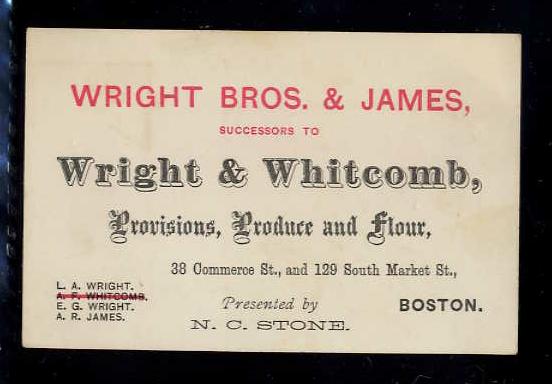 WRIGHT BROS. & JAMES,
SUCCESSORS TO
Wright & Whitcomb,
Provisions, Produce and Flour,
38 Commerce St., and 129 South Market St.,
L. A. WRIGHT.
A. F. WHITCOMB.
E. G. WRIGHT.
A. R. JAMES.
Presented by
N. C. STONE.
BOSTON.